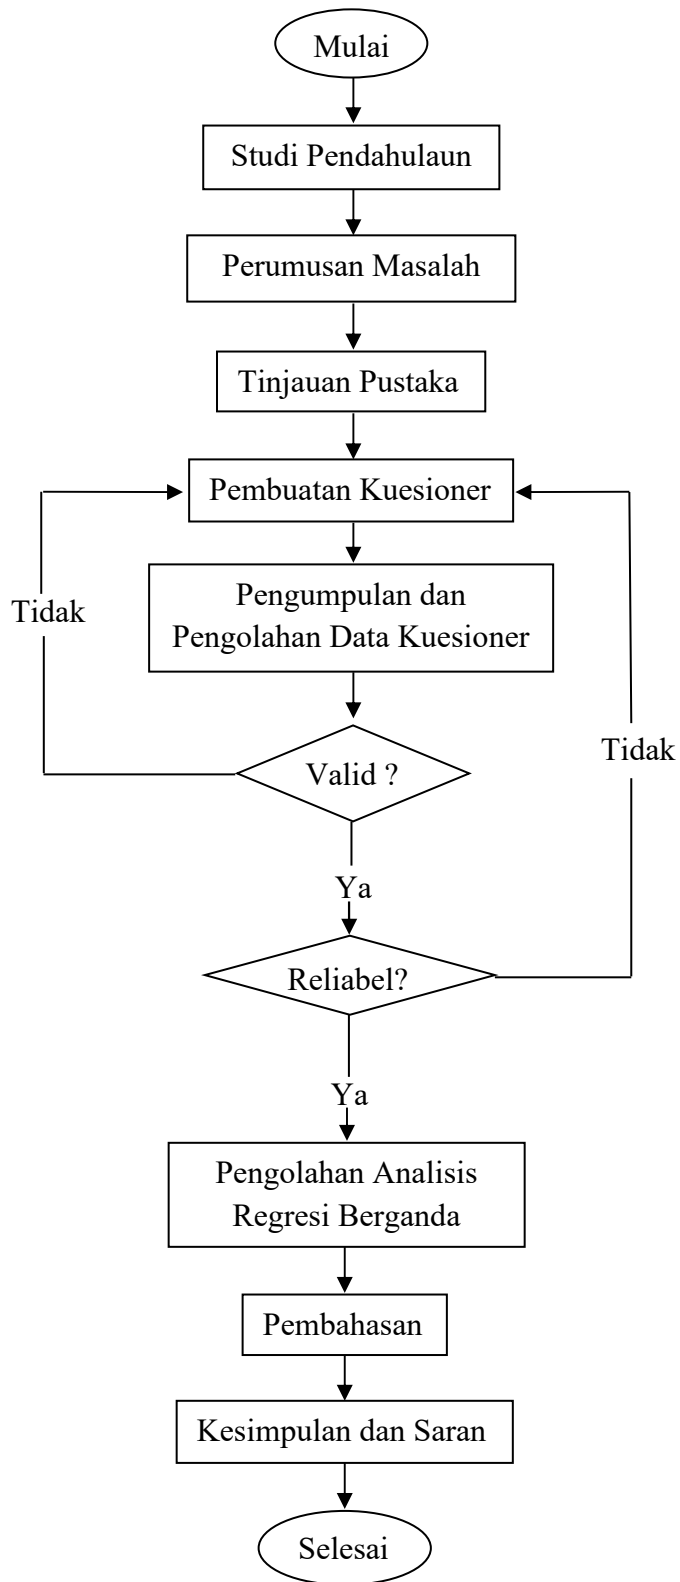 Mulai
Studi Pendahulaun
Perumusan Masalah
Tinjauan Pustaka
Pembuatan Kuesioner
Pengumpulan dan
Pengolahan Data Kuesioner
Tidak
Tidak
Valid ?
Ya
Reliabel?
Ya
Pengolahan Analisis
Regresi Berganda
Pembahasan
Kesimpulan dan Saran
Selesai